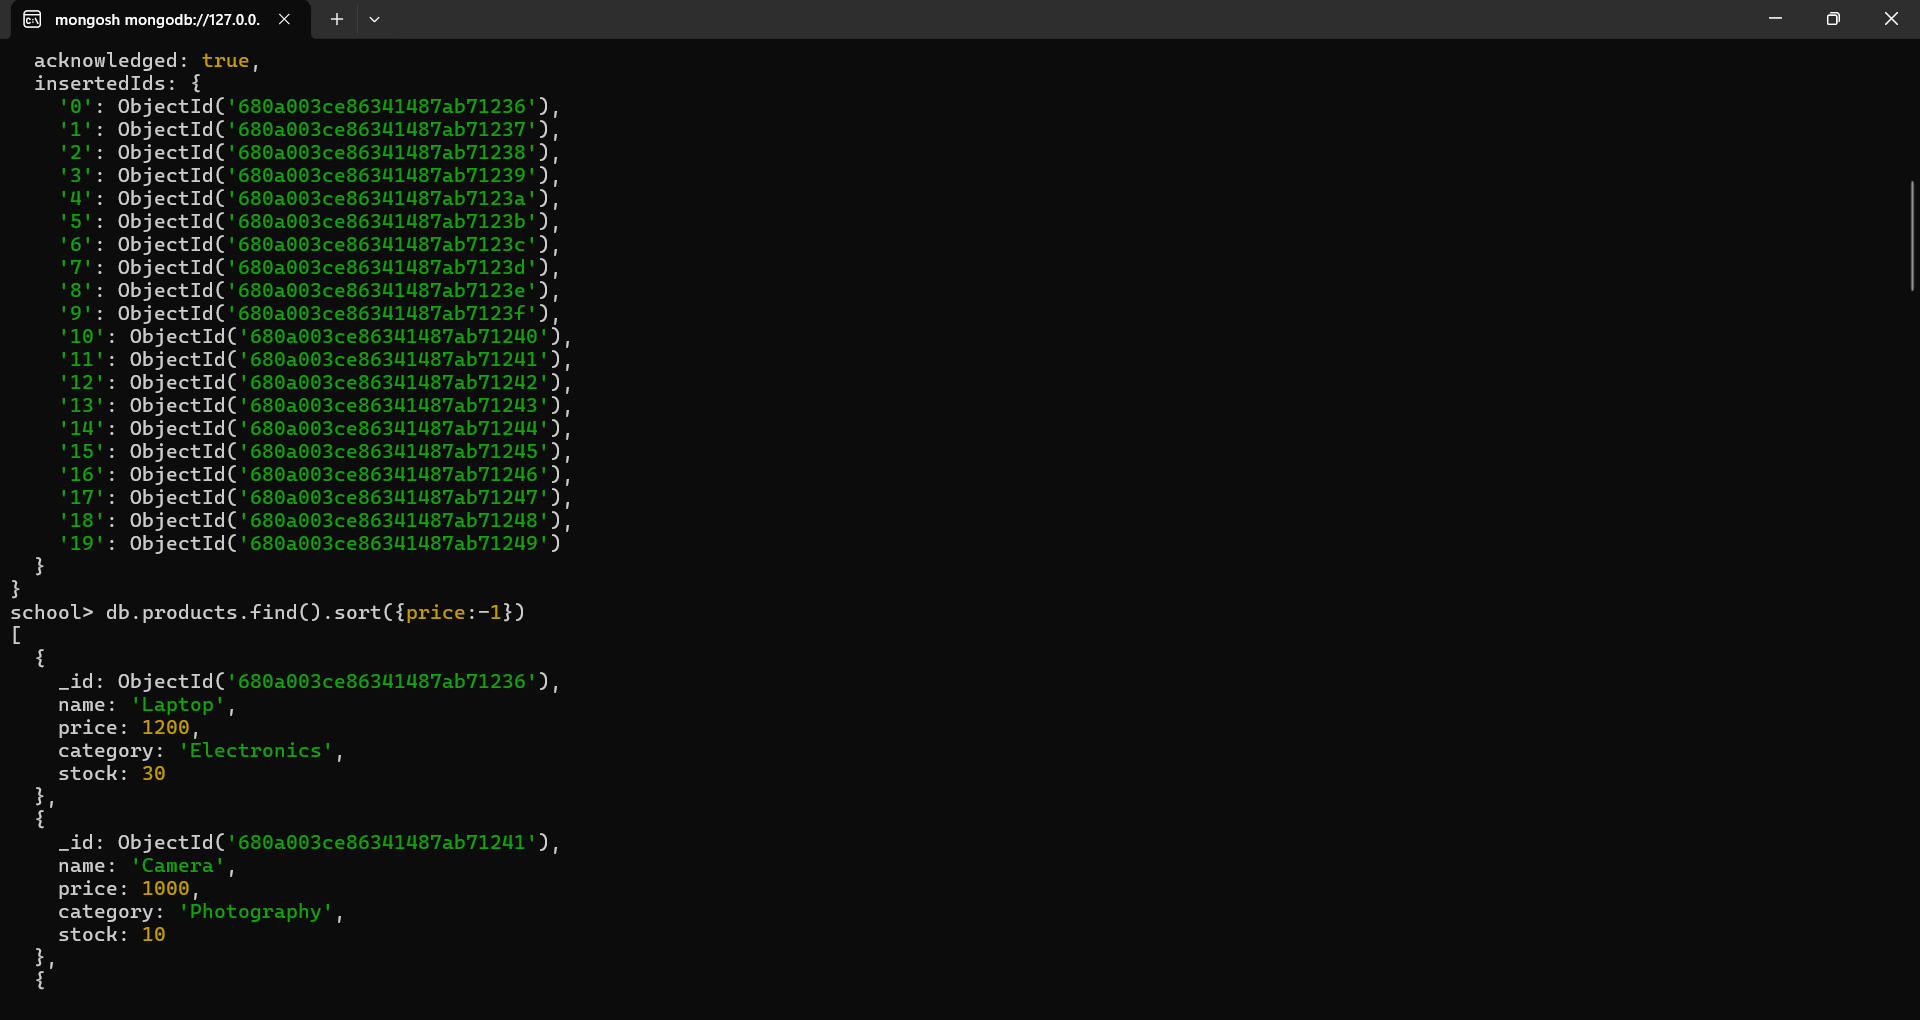 mongosh mongodb://127.0.0.
  acknowledged: true,
  insertedIds: {
    '0': ObjectId('680a003ce86341487ab71236'),
    '1': ObjectId('680a003ce86341487ab71237'),
    '2': ObjectId('680a003ce86341487ab71238'),
    '3': ObjectId('680a003ce86341487ab71239'),
    '4': ObjectId('680a003ce86341487ab7123a'),
    '5': ObjectId('680a003ce86341487ab7123b'),
    '6': ObjectId('680a003ce86341487ab7123c'),
    '7': ObjectId('680a003ce86341487ab7123d'),
    '8': ObjectId('680a003ce86341487ab7123e'),
    '9': ObjectId('680a003ce86341487ab7123f'),
    '10': ObjectId('680a003ce86341487ab71240'),
    '11': ObjectId('680a003ce86341487ab71241'),
    '12': ObjectId('680a003ce86341487ab71242'),
    '13': ObjectId('680a003ce86341487ab71243'),
    '14': ObjectId('680a003ce86341487ab71244'),
    '15': ObjectId('680a003ce86341487ab71245'),
    '16': ObjectId('680a003ce86341487ab71246'),
    '17': ObjectId('680a003ce86341487ab71247'),
    '18': ObjectId('680a003ce86341487ab71248'),
    '19': ObjectId('680a003ce86341487ab71249')
  }
}
school> db.products.find().sort({price:-1})
[
  {
    _id: ObjectId('680a003ce86341487ab71236'),
    name: 'Laptop',
    price: 1200,
    category: 'Electronics',
    stock: 30
  },
  {
    _id: ObjectId('680a003ce86341487ab71241'),
    name: 'Camera',
    price: 1000,
    category: 'Photography',
    stock: 10
  },
  {